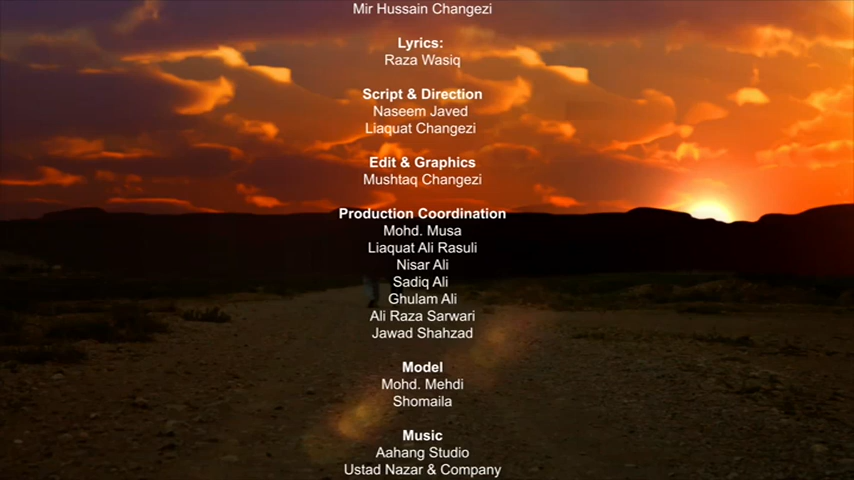 Mir Hussain Changezi
Lyrics:
Raza Wasiq
Script & Direction
Naseem Javed
Liaquat Changezi
Edit & Graphics
Mushtaq Changezi
Production Coordination
Mohd. Musa
Liaquat Ali Rasuli
Nisar Ali
Sadiq Ali
Ghulam Ali
Ali Raza Sarwari
Jawad Shahzad
Model
Mohd. Mehdi
Shomaila
Music
Aahang Studio
Ustad Nazar & Company